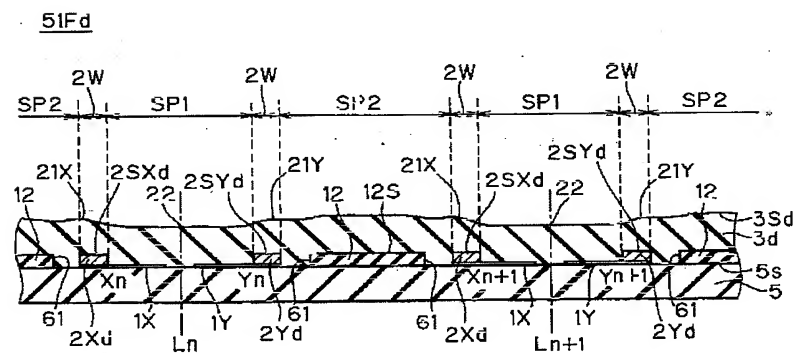 51Fd
2W 2W 2W 2W
SP2 SP1 SP2 SP1 SP2
21X 2SXd 21Y 21X 2SYd 21Y
12 22 2SYd 12 12S 2SXd 22 12 3Sd
3d
Xn Yn Xn+1 Yn+1 5s
61 1X 1Y 61 61 1X 1Y 61 5
2Xd 2Yd 2Xd 2Yd
Ln Ln+1